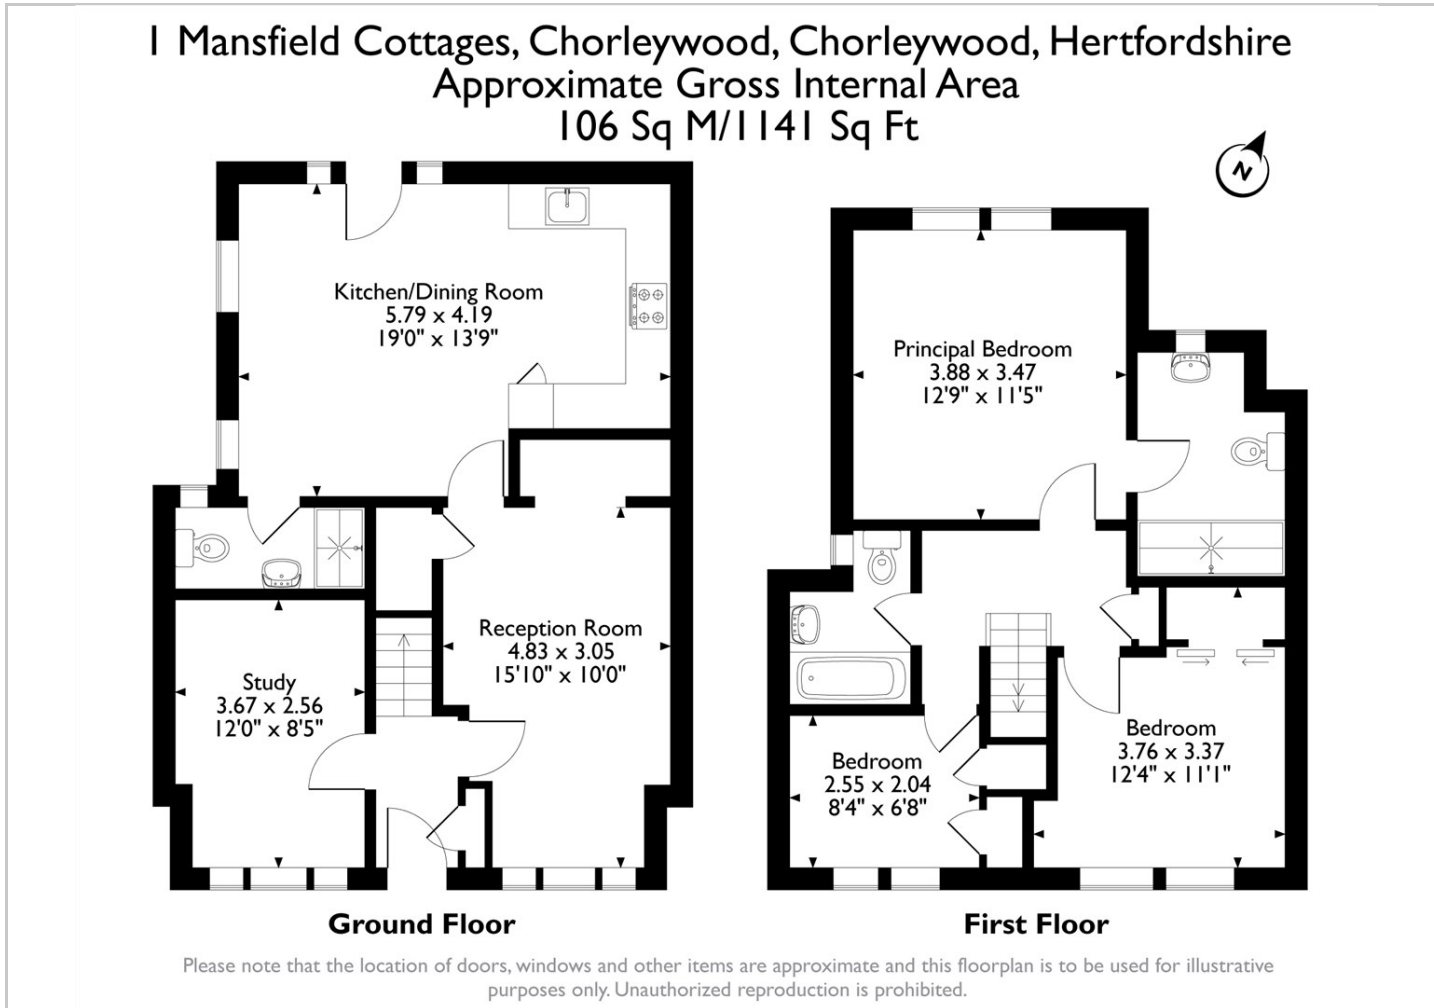 1 Mansfield Cottages, Chorleywood, Chorleywood, Hertfordshire
Approximate Gross Internal Area
106 Sq M/1141 Sq Ft
N
Kitchen/Dining Room
5.79 x 4.19
19'0" x 13'9"
Principal Bedroom
3.88 x 3.47
12'9" x 11'5"
Reception Room
4.83 x 3.05
15'10" x 10'0"
Study
3.67 x 2.56
12'0" x 8'5"
Bedroom
2.55 x 2.04
8'4" x 6'8"
Bedroom
3.76 x 3.37
12'4" x 11'1"
Ground Floor
First Floor
Please note that the location of doors, windows and other items are approximate and this floorplan is to be used for illustrative
purposes only. Unauthorized reproduction is prohibited.